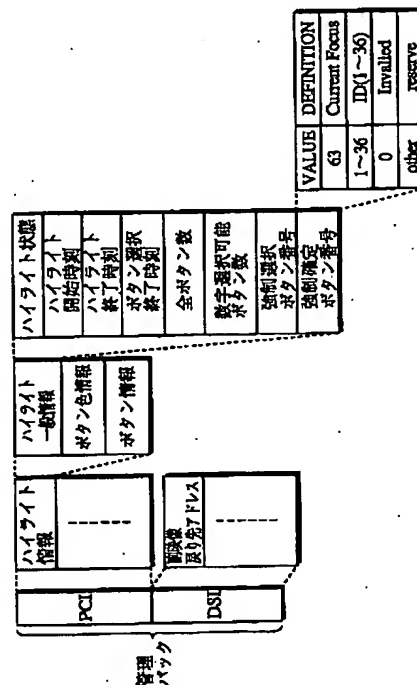 管理
パック
PCI
DSI
ハイライト
情報
副映像
戻り先アドレス
ハイライト
一般情報
ボタン色情報
ボタン情報
ハイライト状態
ハイライト
開始時刻
ハイライト
終了時刻
ボタン選択
終了時刻
全ボタン数
数字選択可能
ボタン数
強制選択
ボタン番号
強制確定
ボタン番号
VALUE DEFINITION
63 Current Focus
1~36 ID(1~36)
0 Invalled
other reserve